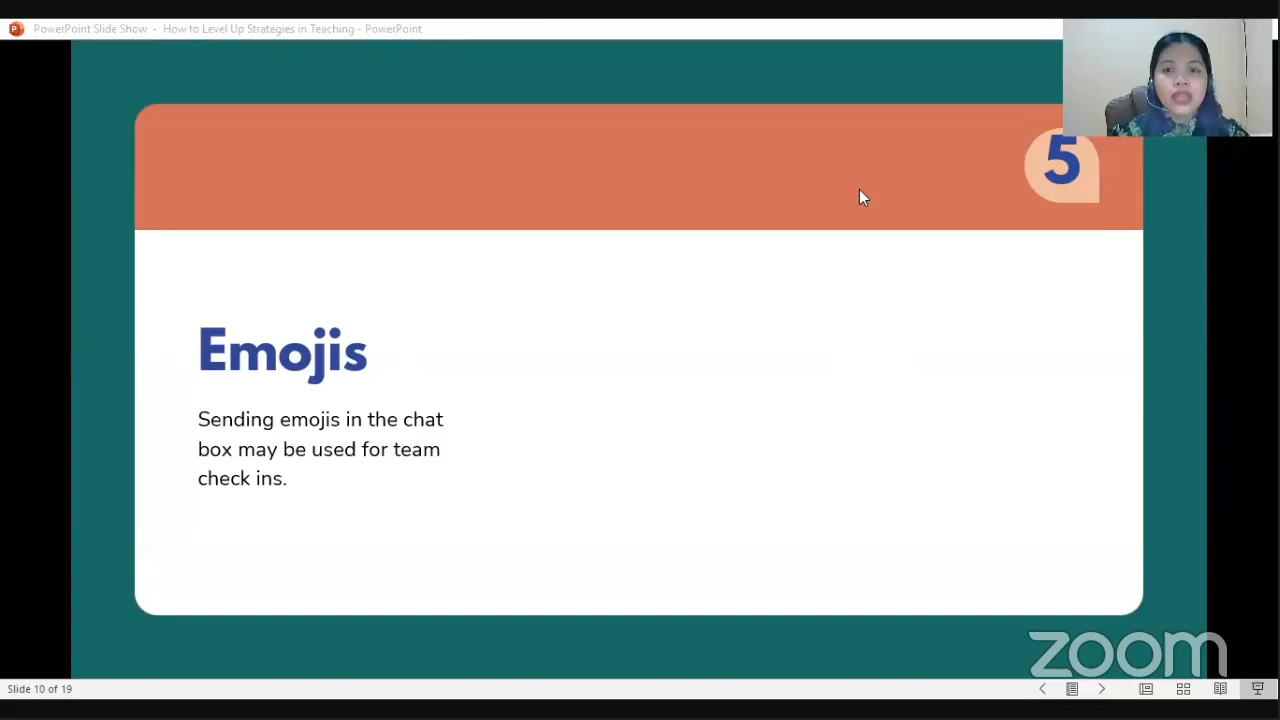 PowerPoint Slide Show - How to Level Up Strategies in Teaching - PowerPoint
5
Emojis
Sending emojis in the chat
box may be used for team
check ins.
zoom
Slide 10 of 19